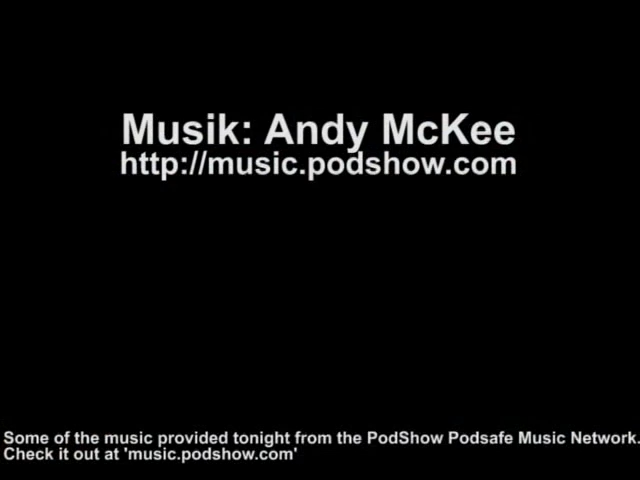 Musik: Andy McKee
http://music.podshow.com
Some of the music provided tonight from the PodShow Podsafe Music Network.
Check it out at 'music.podshow.com'